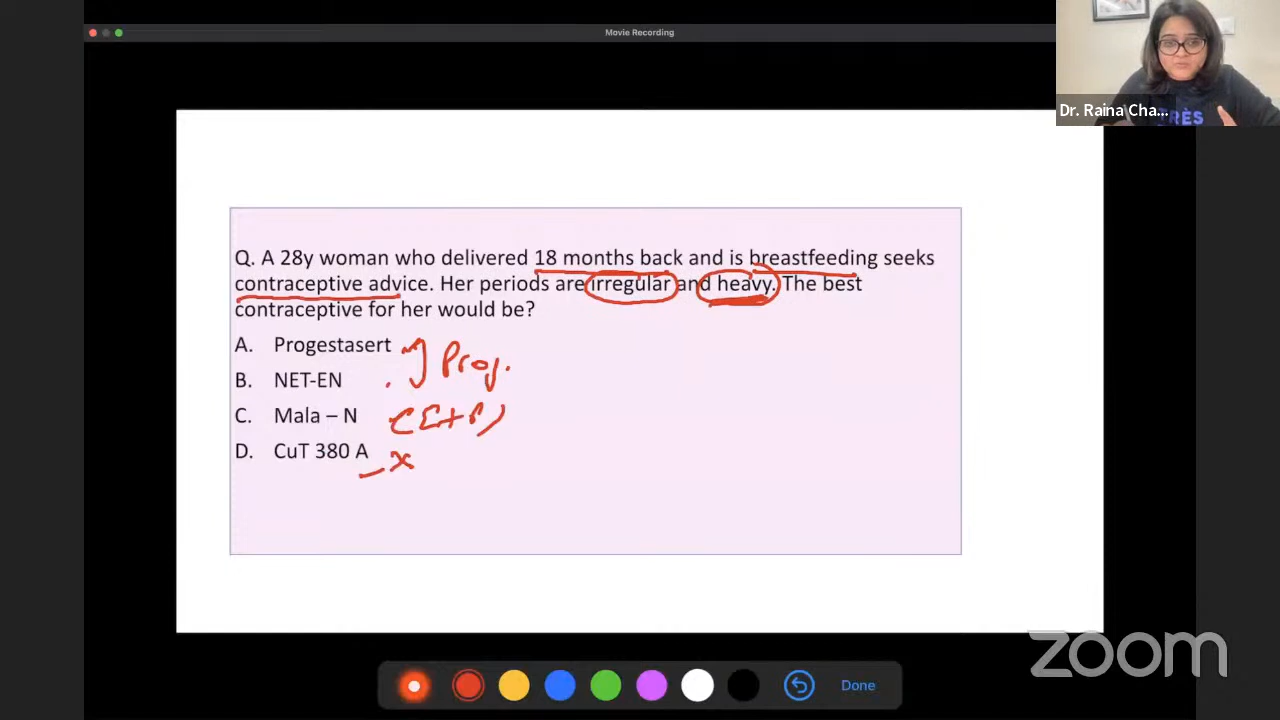 Movie Recording
Dr. Raina Cha...
TRÈS
Q. A 28y woman who delivered 18 months back and is breastfeeding seeks
contraceptive advice. Her periods are irregular and heavy. The best
contraceptive for her would be?
A. Progestasert
Prog.
B. NET-EN
C. Mala – N (E+P)
D. CuT 380 A x
zoom
Done